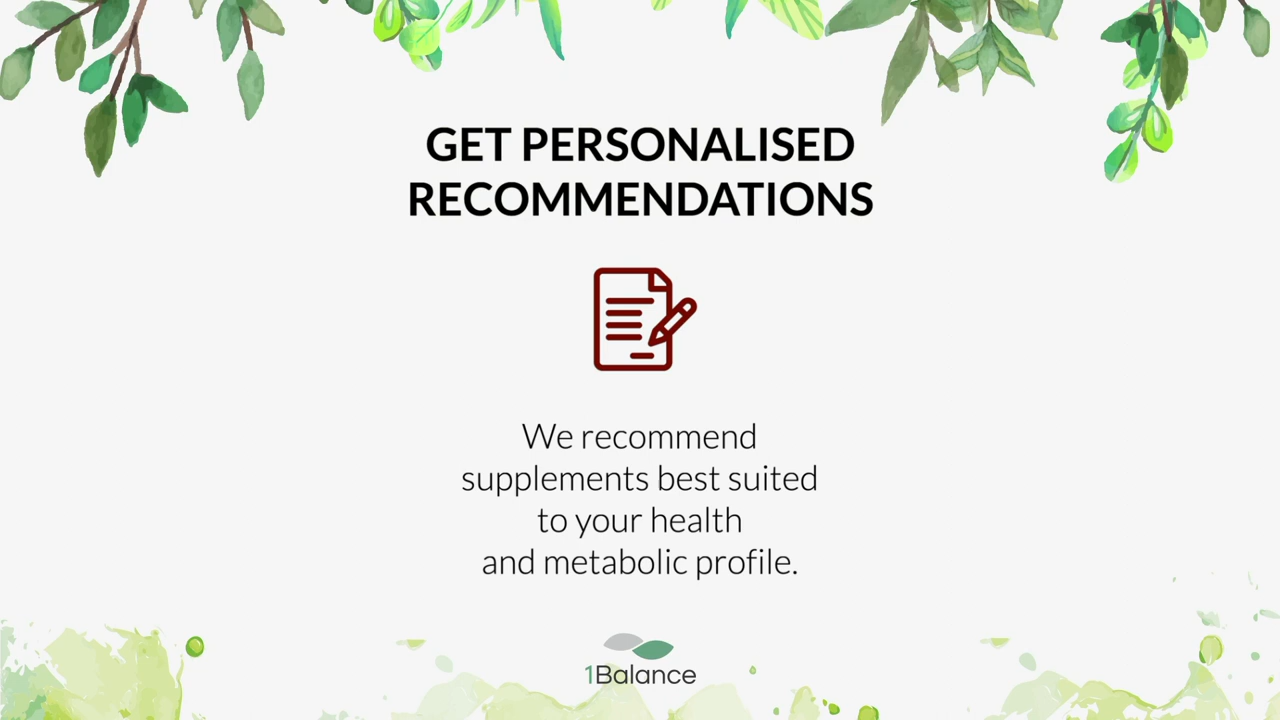 GET PERSONALISED
RECOMMENDATIONS
We recommend
supplements best suited
to your health
and metabolic profile.
1Balance